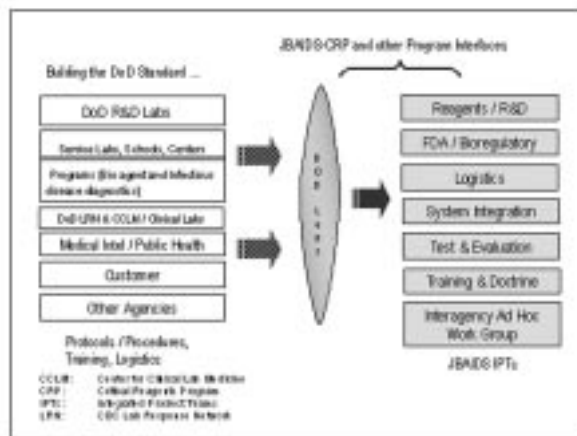 JBAIDS-CRP and other Program Interfaces
Building the DoD Standard ...
DoD R&D Labs
Service Labs, Schools, Centers
Programs (Bio agent and Infectious
disease diagnostics)
DoD LRN & CCLM / Clinical Labs
Medical Intel / Public Health
Customer
Other Agencies
Protocols / Procedures,
Training, Logistics
CCLM: Center for Clinical Lab Medicine
CRP: Critical Reagents Program
IPTs: Integrated Product Teams
LRN: CDC Lab Response Network
Reagents / R&D
FDA / Bioregulatory
Logistics
System Integration
Test & Evaluation
Training & Doctrine
Interagency Ad Hoc
Work Group
JBAIDS IPTs